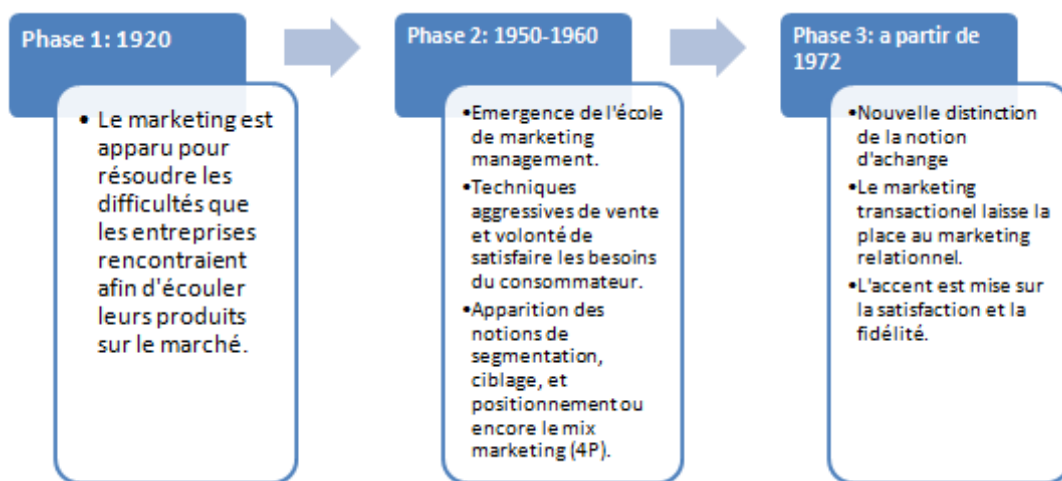 Phase 1: 1920
• Le marketing est
apparu pour
résoudre les
difficultés que
les entreprises
rencontraient
afin d'écouler
leurs produits
sur le marché.
Phase 2: 1950-1960
•Emergence de l'école
de marketing
management.
•Techniques
aggressives de vente
et volonté de
satisfaire les besoins
du consommateur.
•Apparition des
notions de
segmentation,
ciblage, et
positionnement ou
encore le mix
marketing (4P).
Phase 3: a partir de
1972
•Nouvelle distinction
de la notion
d'achange
•Le marketing
transactionel laisse la
place au marketing
relationnel.
•L'accent est mise sur
la satisfaction et la
fidélité.